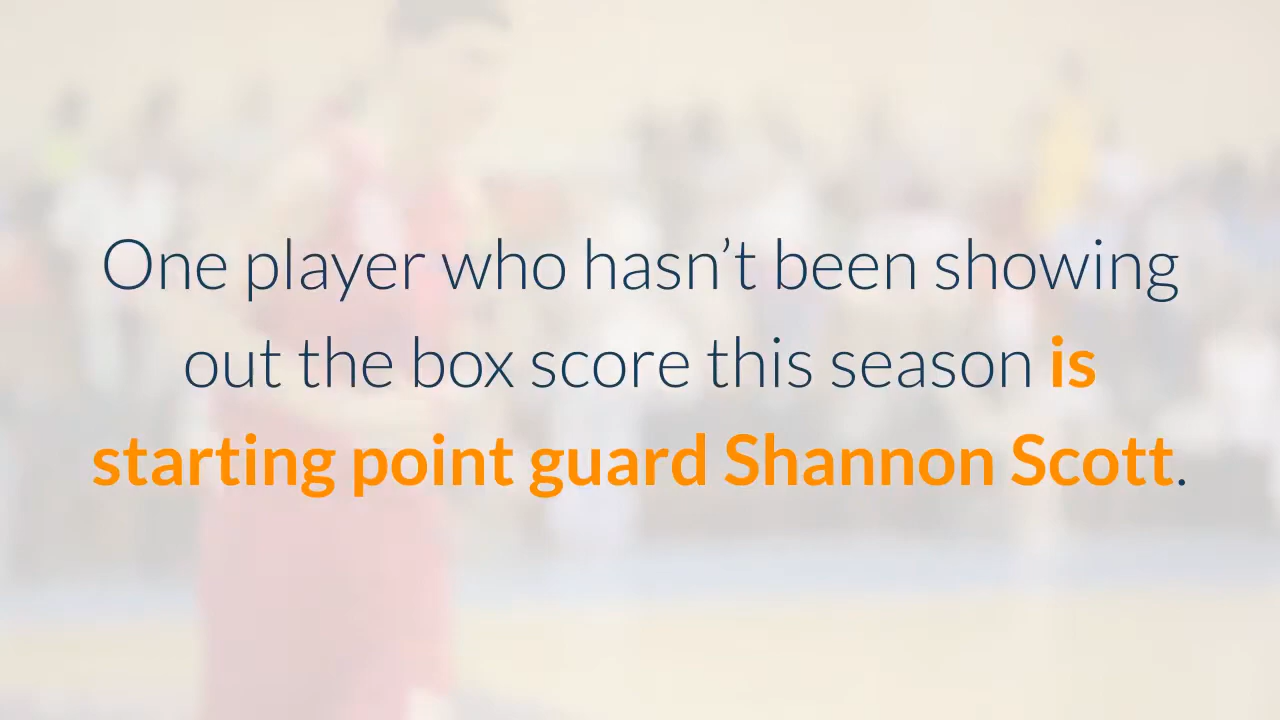 One player who hasn’t been showing
out the box score this season is
starting point guard Shannon Scott.